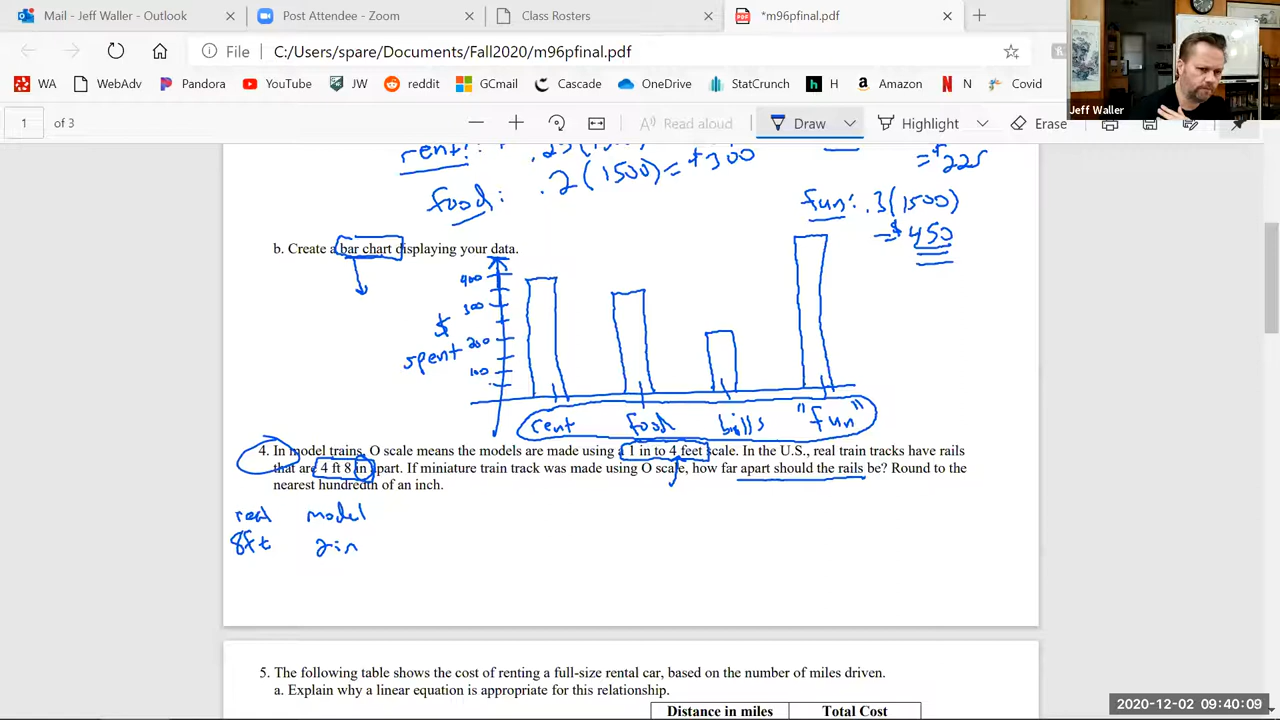 Mail - Jeff Waller - Outlook
Post Attendee - Zoom
Class Rosters
*m96pfinal.pdf
File C:/Users/spare/Documents/Fall2020/m96pfinal.pdf
WA WebAdv Pandora YouTube JW reddit GCmail Cascade OneDrive StatCrunch H Amazon N Covid
Jeff Waller
1 of 3 Read aloud Draw Highlight Erase
rent:
food: .2(1500)=$300
=$225
fun: .3(1500)
=$450
b. Create a bar chart displaying your data.
400
300
200
100
$ spent
rent food bills "fun"
4. In model trains, O scale means the models are made using a 1 in to 4 feet scale. In the U.S., real train tracks have rails
that are 4 ft 8 in apart. If miniature train track was made using O scale, how far apart should the rails be? Round to the
nearest hundredth of an inch.
real model
8ft 2in
5. The following table shows the cost of renting a full-size rental car, based on the number of miles driven.
a. Explain why a linear equation is appropriate for this relationship.
Distance in miles Total Cost
2020-12-02 09:40:09